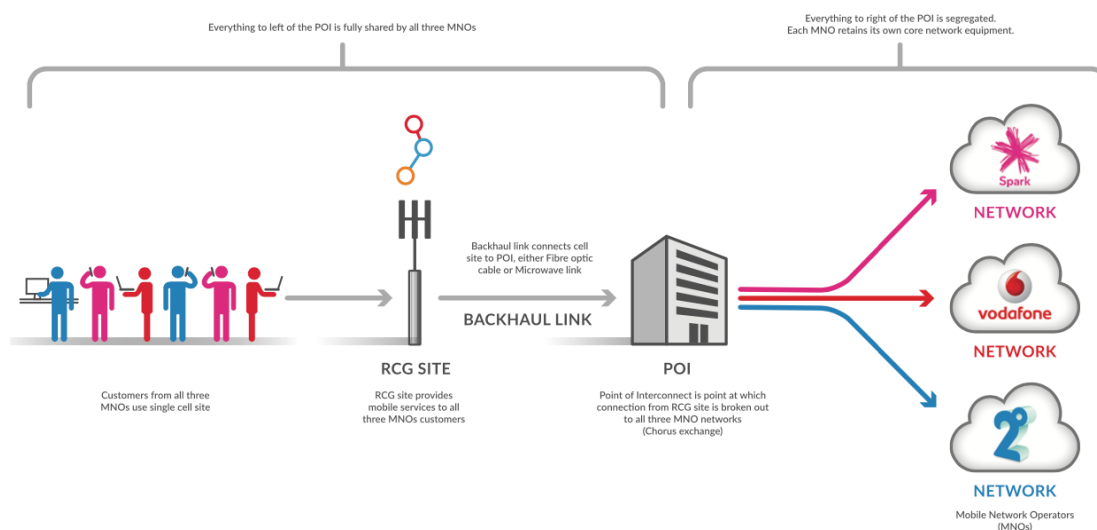 Everything to left of the POI is fully shared by all three MNOs
Everything to right of the POI is segregated.
Each MNO retains its own core network equipment.
Spark
NETWORK
Backhaul link connects cell
site to POI, either Fibre optic
cable or Microwave link
BACKHAUL LINK
vodafone
NETWORK
Customers from all three
MNOs use single cell site
RCG SITE
RCG site provides
mobile services to all
three MNOs customers
POI
Point of Interconnect is point at which
connection from RCG site is broken out
to all three MNO networks
(Chorus exchange)
2°
NETWORK
Mobile Network Operators
(MNOs)